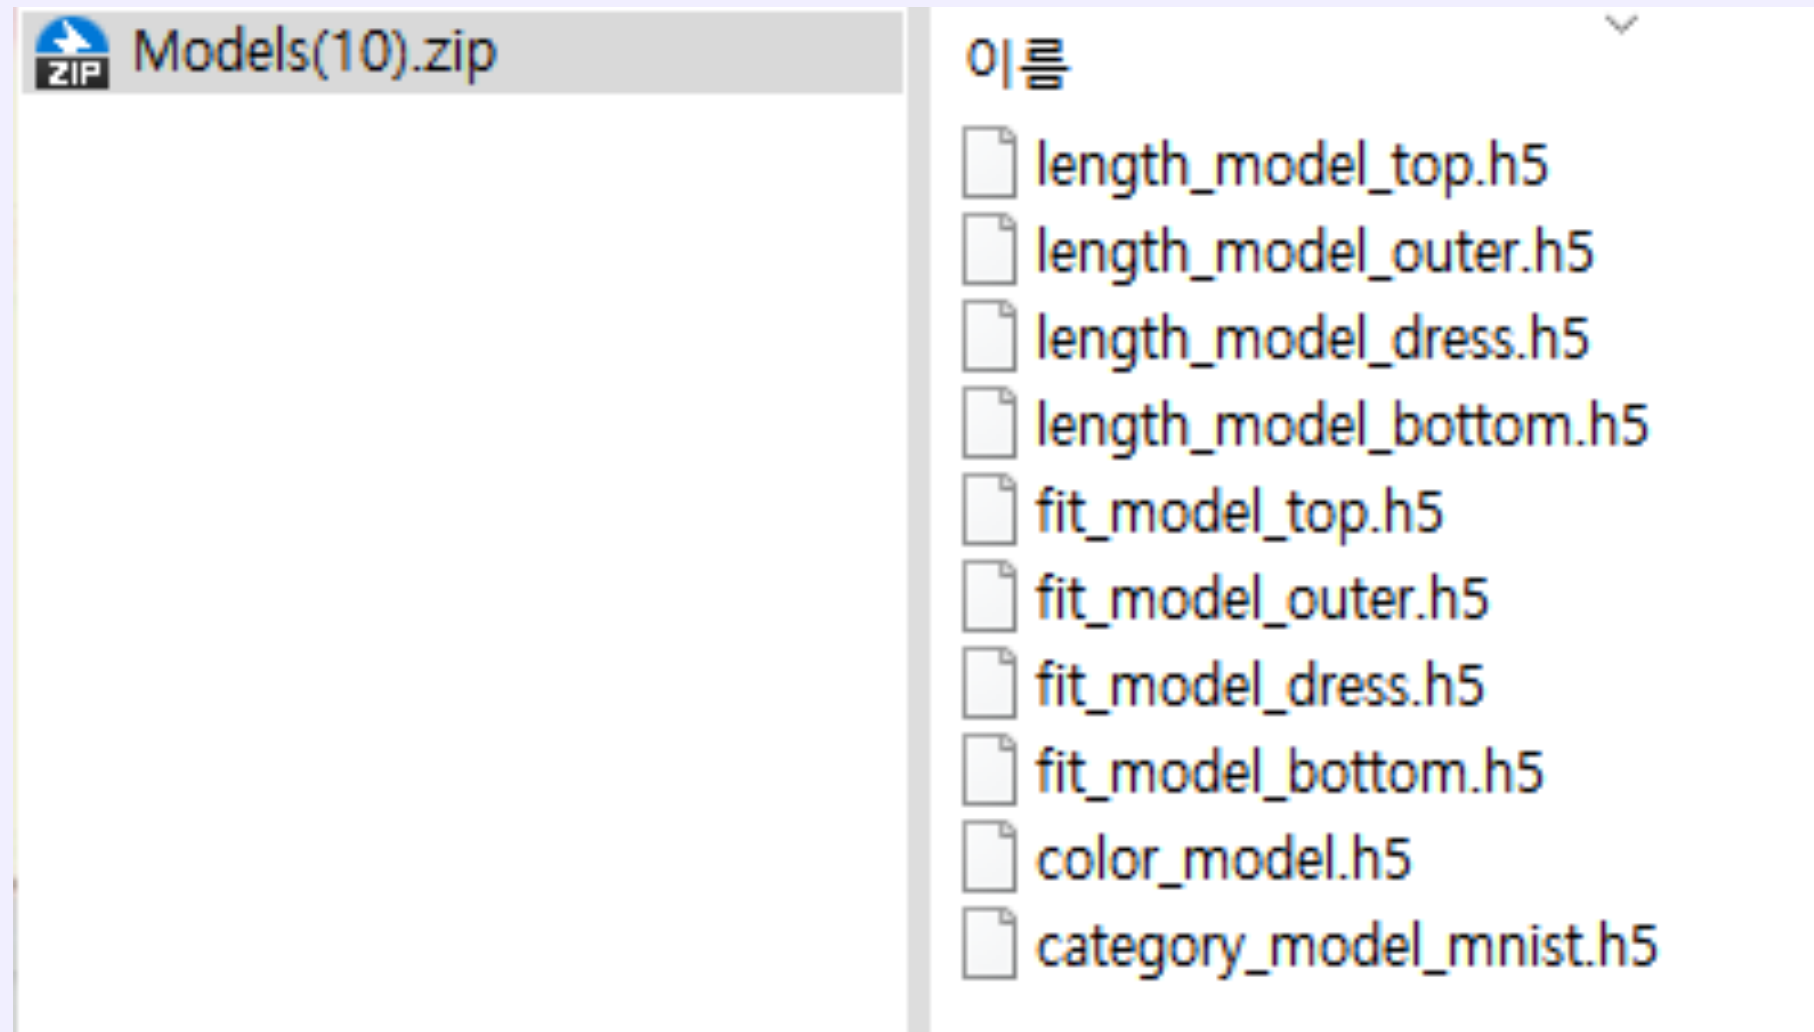 ZIP
Models(10).zip
이름
length_model_top.h5
length_model_outer.h5
length_model_dress.h5
length_model_bottom.h5
fit_model_top.h5
fit_model_outer.h5
fit_model_dress.h5
fit_model_bottom.h5
color_model.h5
category_model_mnist.h5